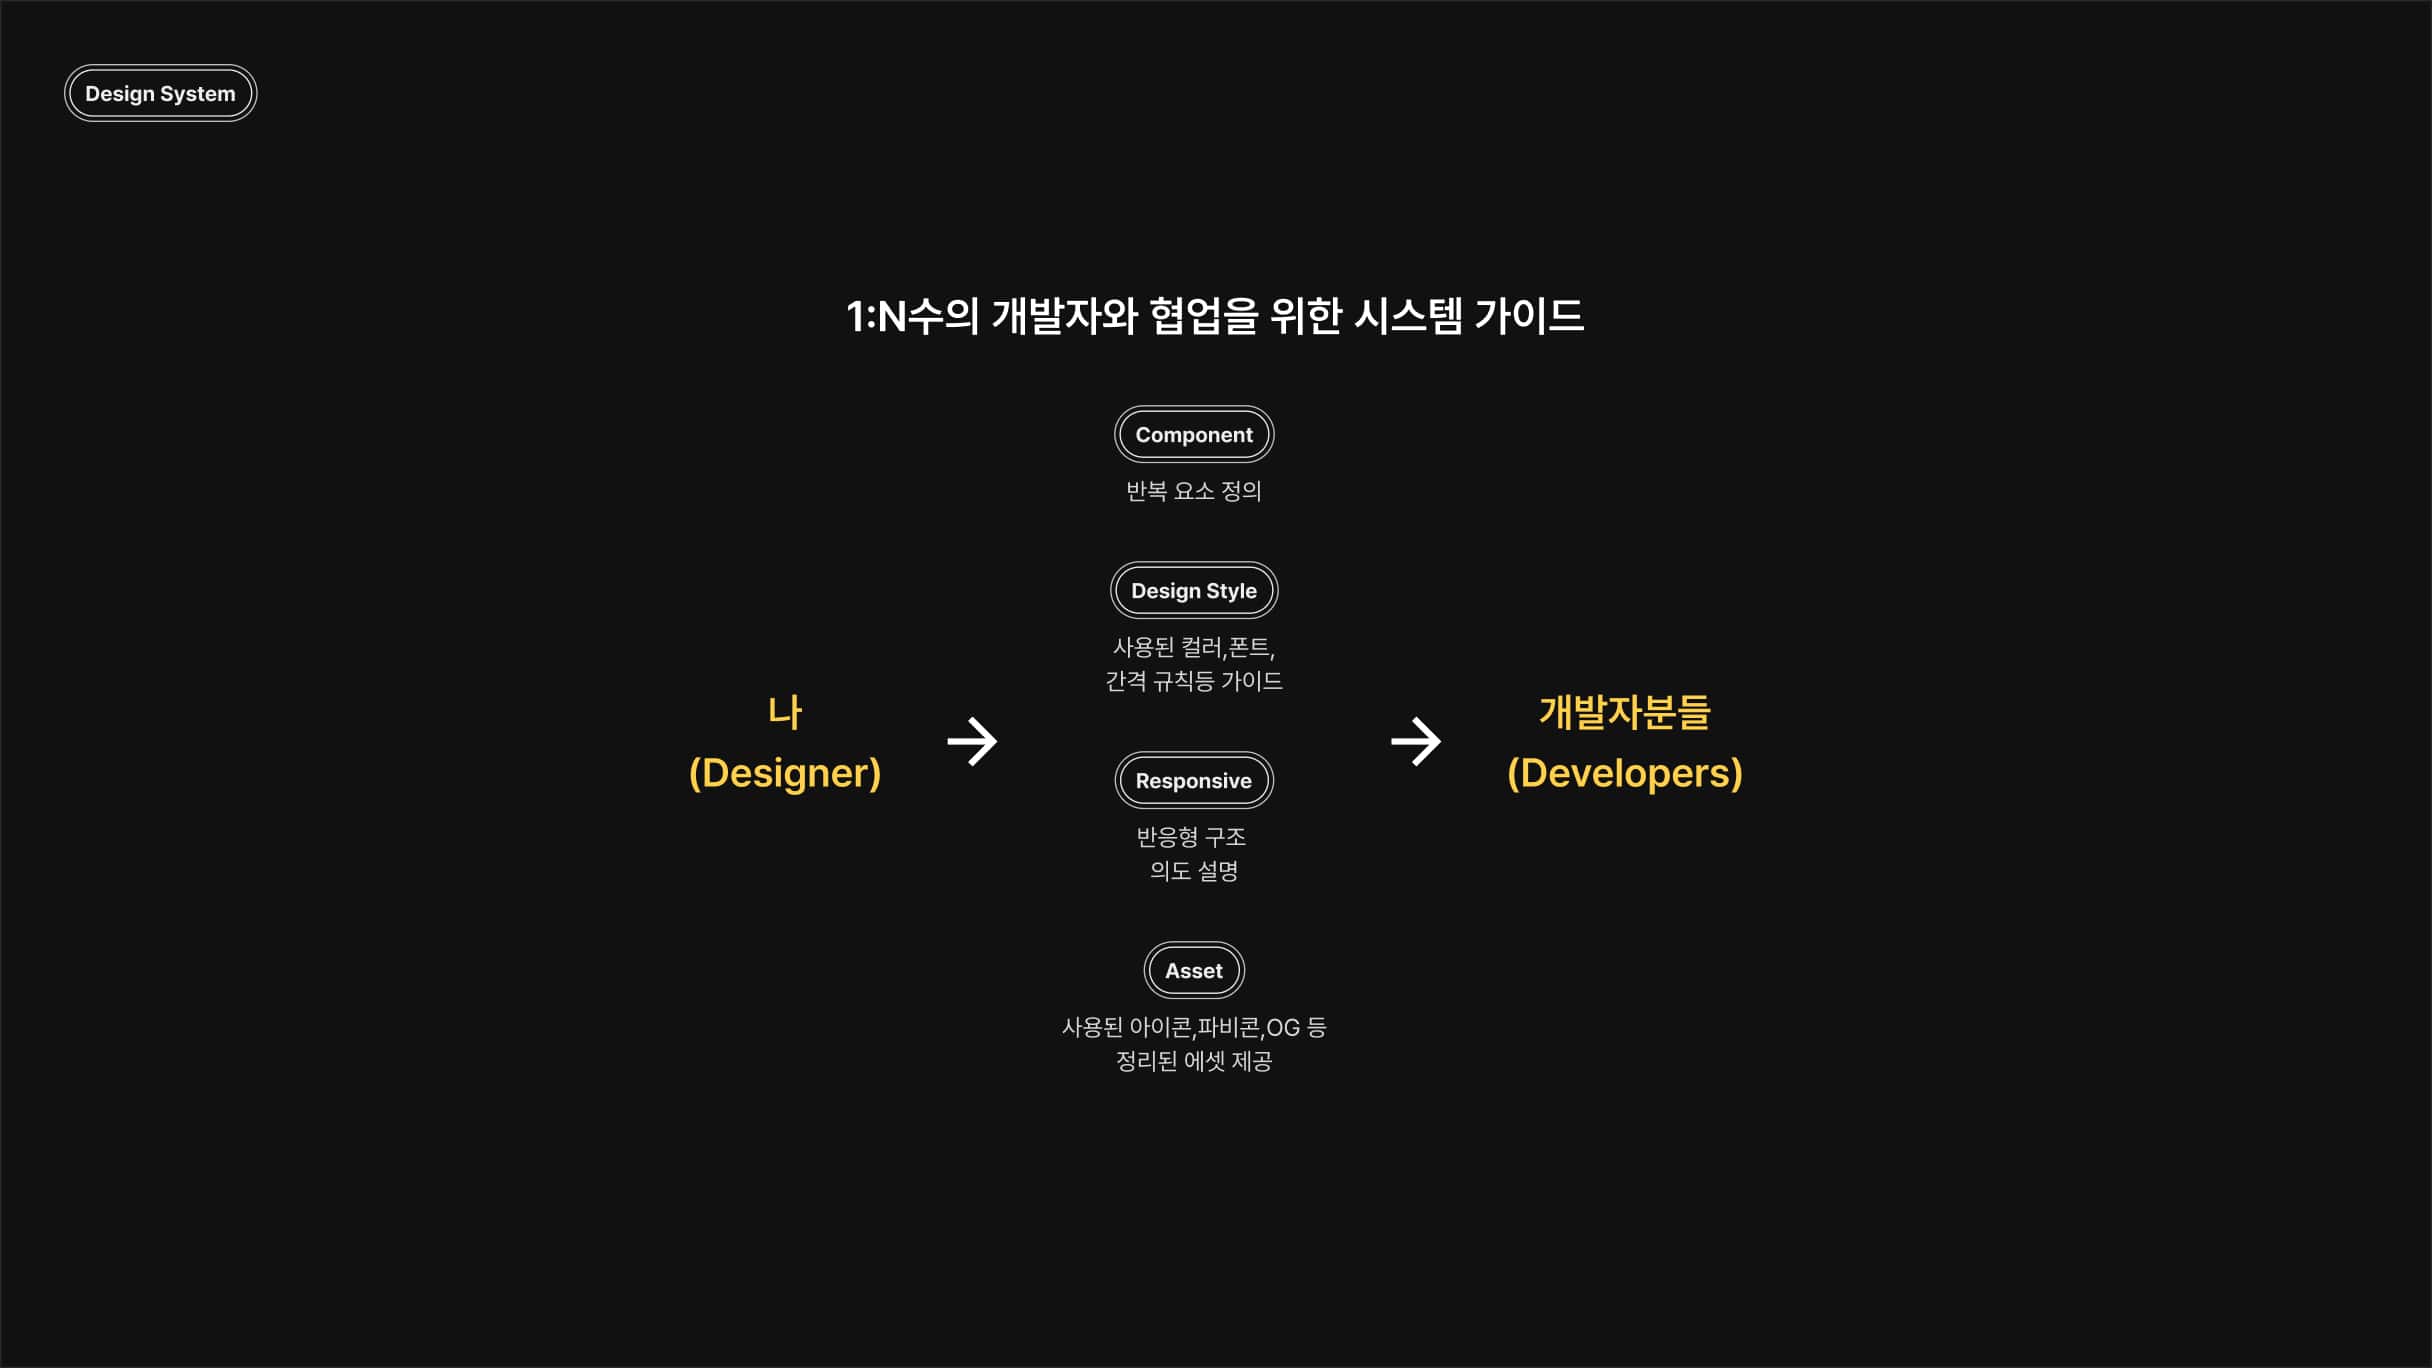 Design System
1:N수의 개발자와 협업을 위한 시스템 가이드
나
(Designer)
Component
반복 요소 정의
Design Style
사용된 컬러,폰트,
간격 규칙등 가이드
Responsive
반응형 구조
의도 설명
Asset
사용된 아이콘,파비콘,OG 등
정리된 에셋 제공
개발자분들
(Developers)